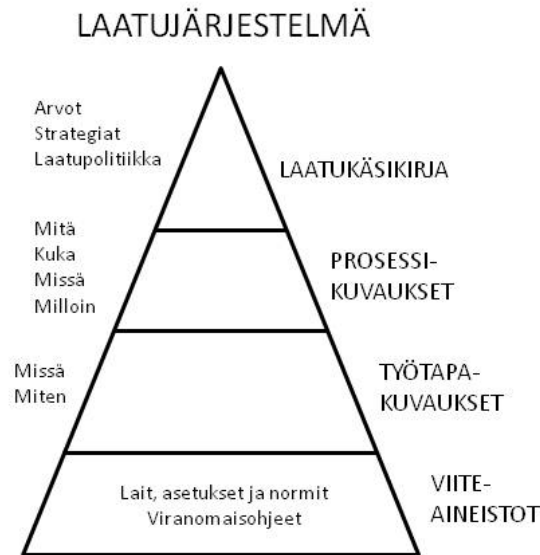 LAATUJÄRJESTELMÄ
Arvot
Strategiat
Laatupolitiikka
LAATUKÄSIKIRJA
Mitä
Kuka
Missä
Milloin
PROSESSI-
KUVAUKSET
Missä
Miten
TYÖTAPA-
KUVAUKSET
Lait, asetukset ja normit
Viranomaisohjeet
VIITE-
AINEISTOT